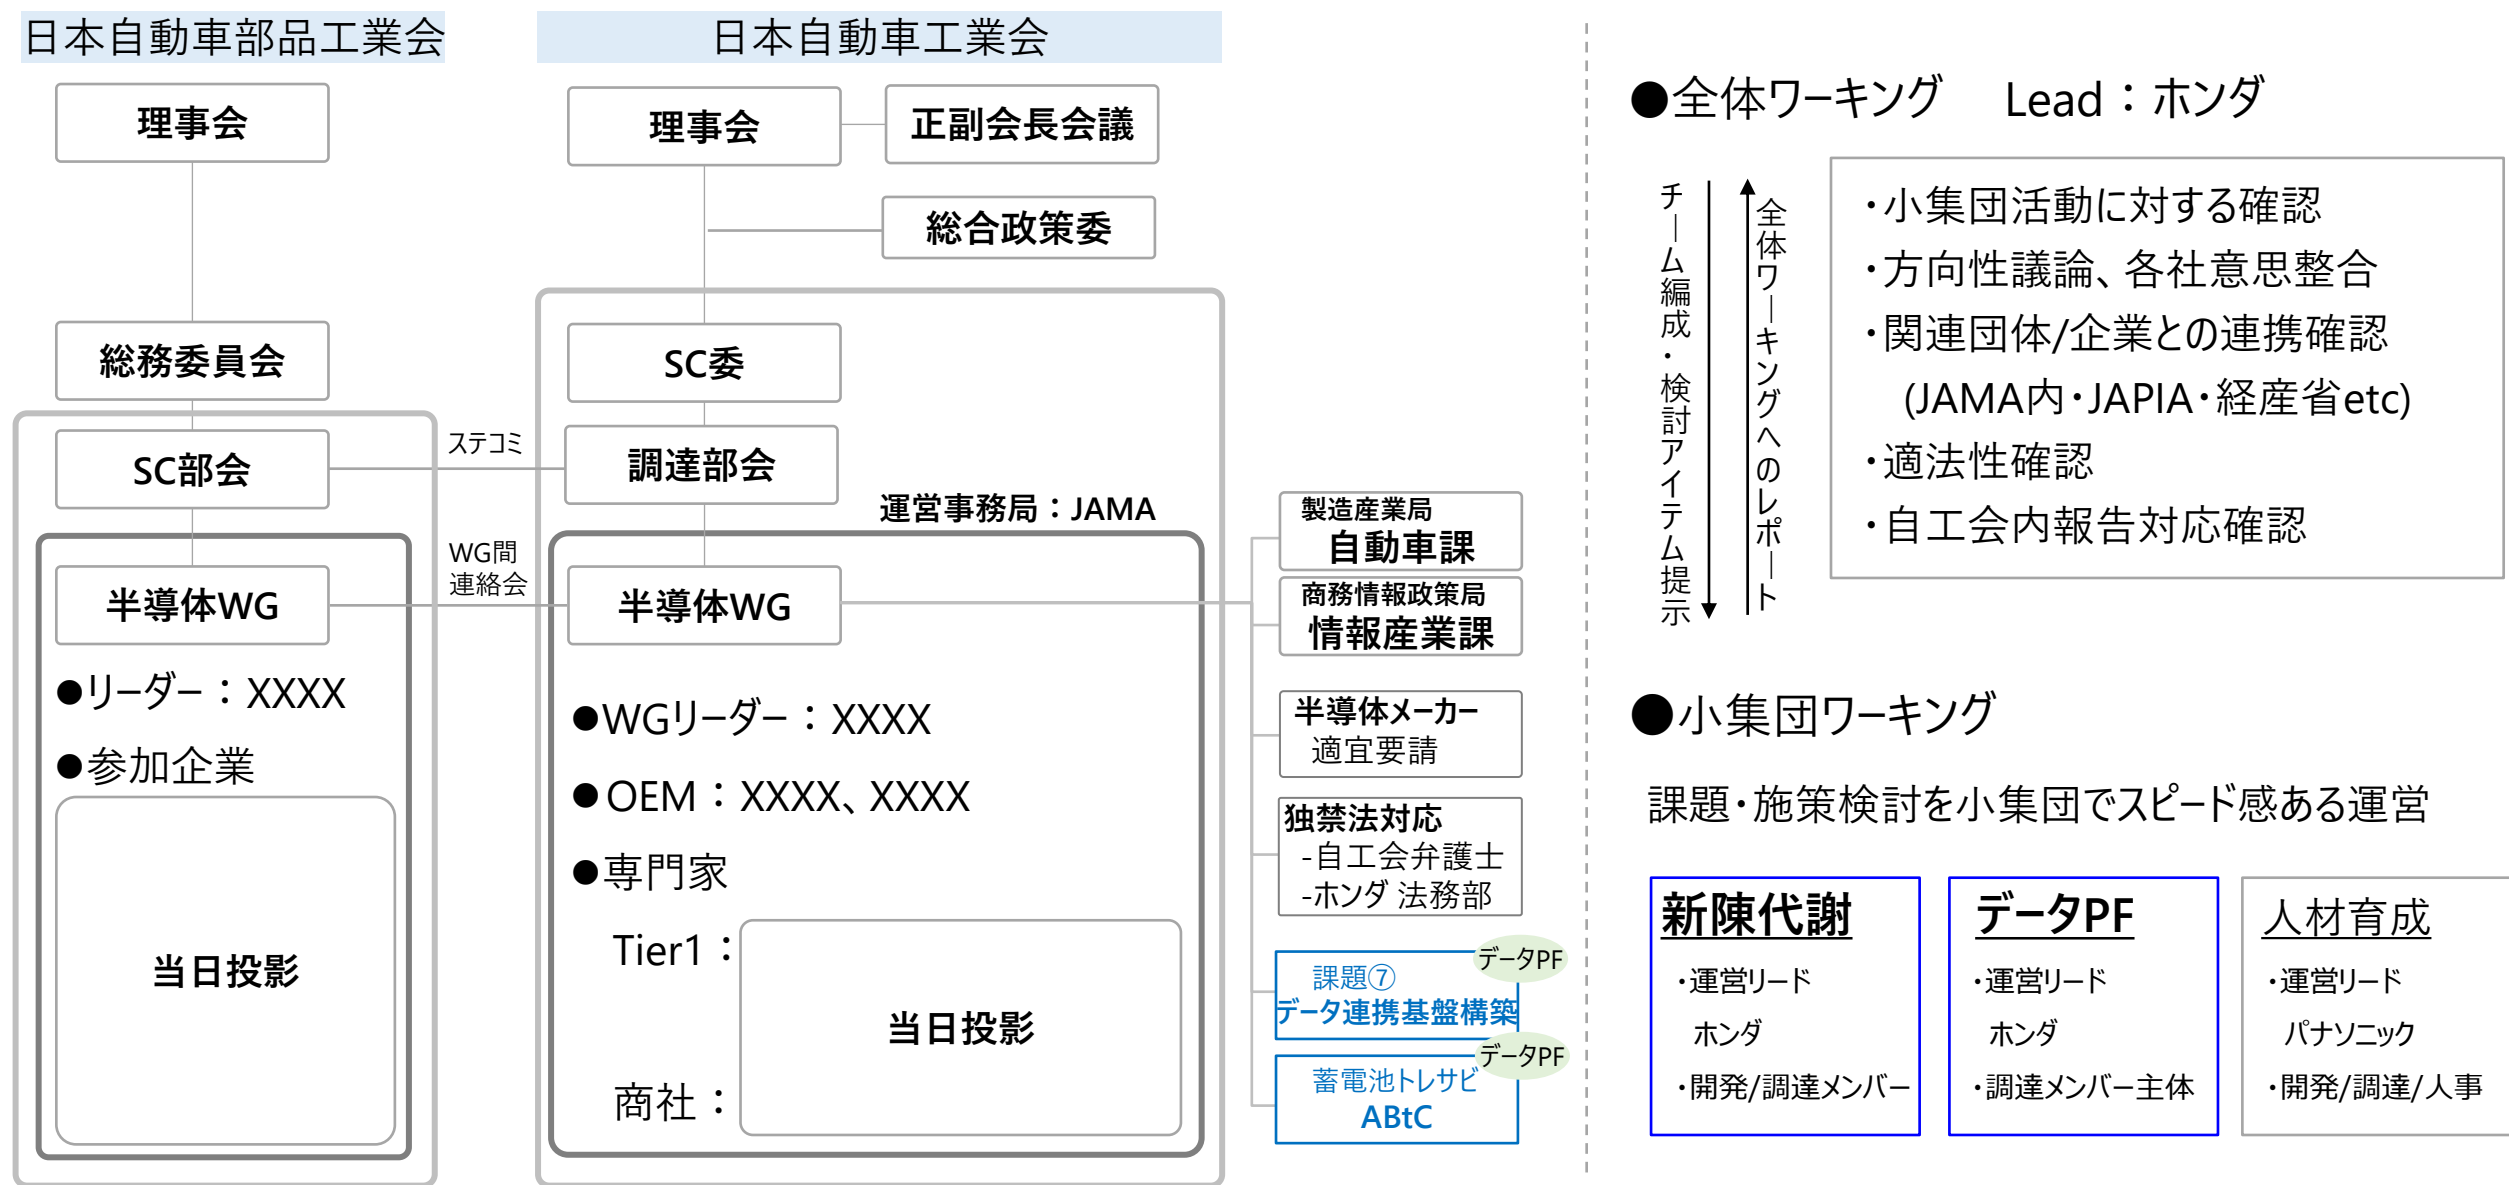 日本自動車部品工業会
理事会
総務委員会
SC部会
半導体WG
●リーダー：XXXX
●参加企業
当日投影
ステコミ
WG間
連絡会
日本自動車工業会
理事会
正副会長会議
総合政策委
SC委
調達部会
運営事務局：JAMA
半導体WG
●WGリーダー：XXXX
●OEM：XXXX、XXXX
●専門家
Tier1：
当日投影
商社：
製造産業局
自動車課
商務情報政策局
情報産業課
半導体メーカー
適宜要請
独禁法対応
-自工会弁護士
-ホンダ 法務部
データPF
課題⑦
データ連携基盤構築
データPF
蓄電池トレサビ
ABtC
●全体ワーキング　Lead：ホンダ
チーム編成・検討アイテム提示
全体ワーキングへのレポート
・小集団活動に対する確認
・方向性議論、各社意思整合
・関連団体/企業との連携確認
(JAMA内・JAPIA・経産省etc)
・適法性確認
・自工会内報告対応確認
●小集団ワーキング
課題・施策検討を小集団でスピード感ある運営
新陳代謝
・運営リード
ホンダ
・開発/調達メンバー
データPF
・運営リード
ホンダ
・調達メンバー主体
人材育成
・運営リード
パナソニック
・開発/調達/人事